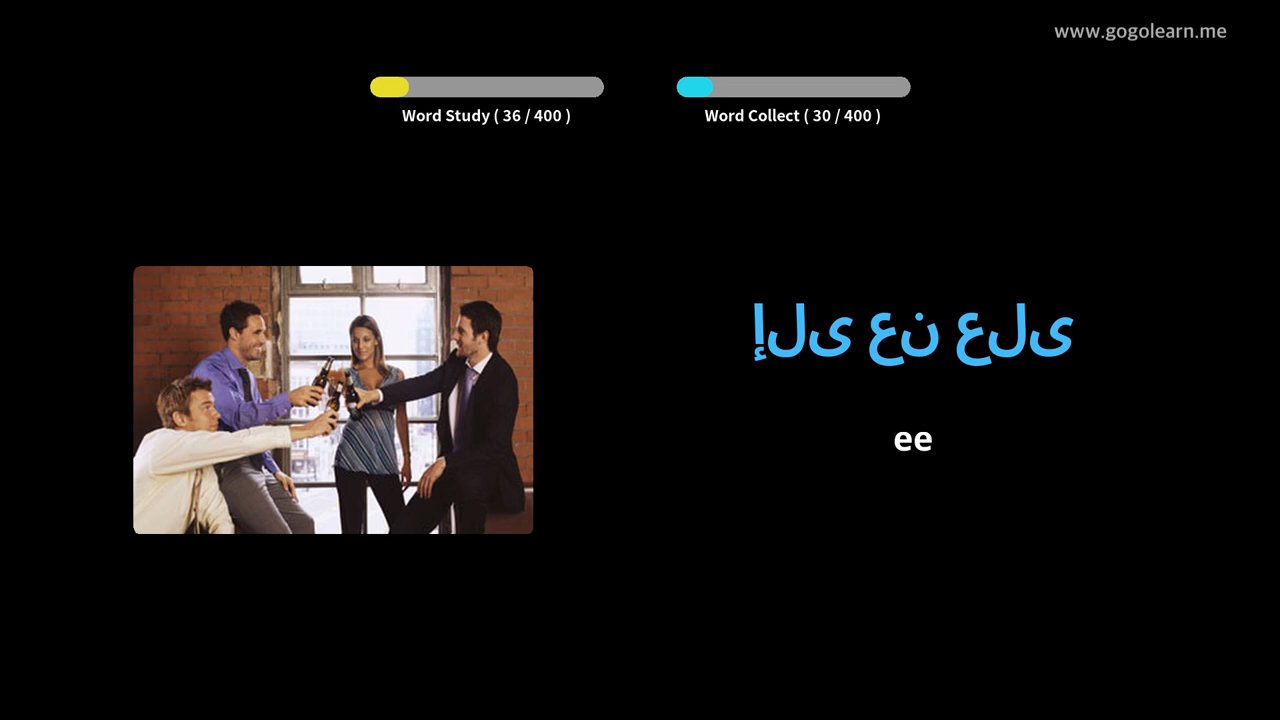 www.gogolearn.me
Word Study ( 36 / 400 )
Word Collect ( 30 / 400 )
إلى عن على
ee